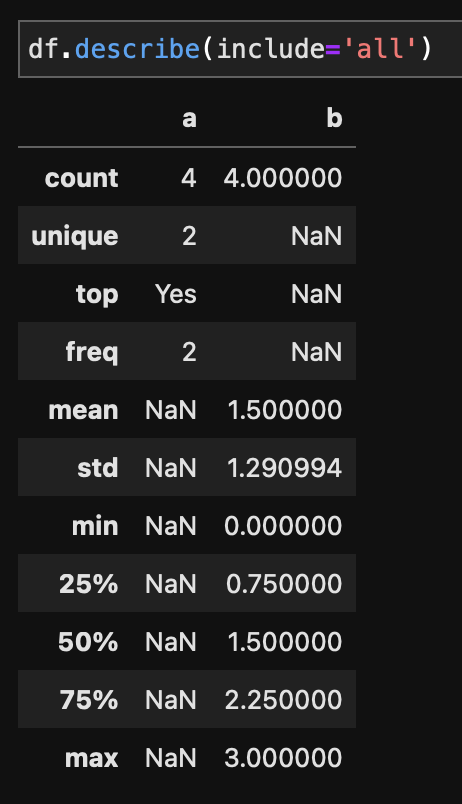 df.describe(include='all')
a b
count 4 4.000000
unique 2 NaN
top Yes NaN
freq 2 NaN
mean NaN 1.500000
std NaN 1.290994
min NaN 0.000000
25% NaN 0.750000
50% NaN 1.500000
75% NaN 2.250000
max NaN 3.000000